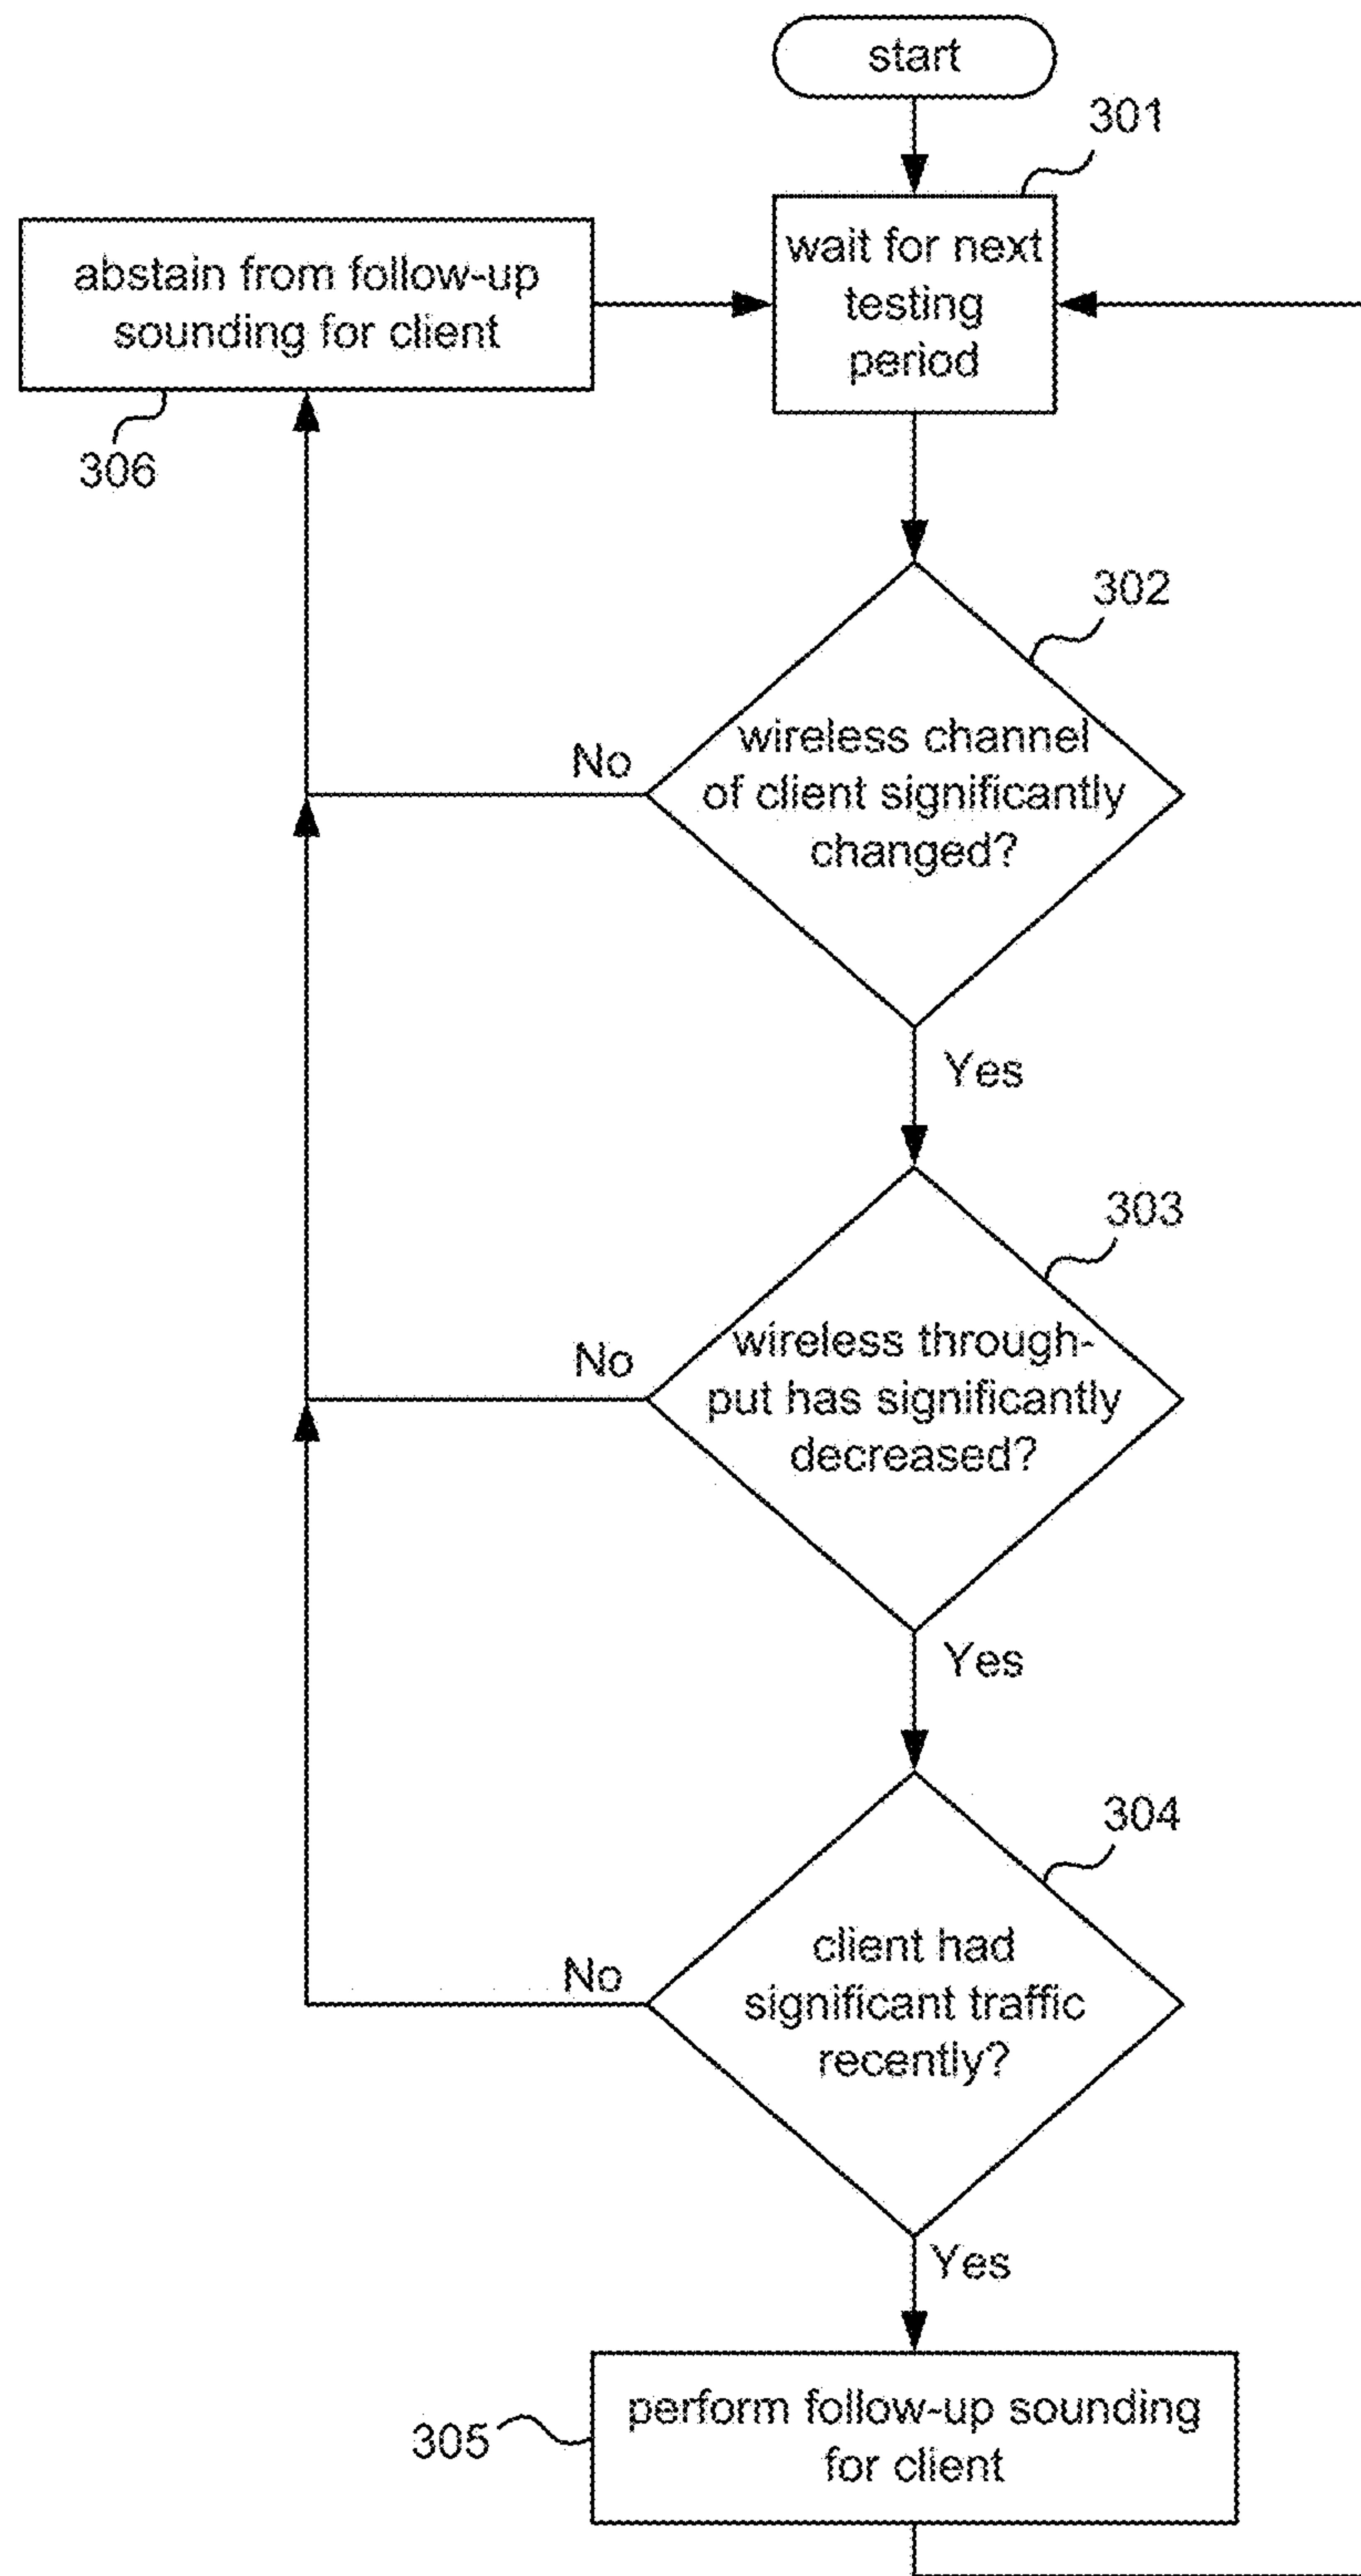 start
301
wait for next
testing
period
abstain from follow-up
sounding for client
306
302
wireless channel
of client significantly
changed?
No
Yes
303
wireless through-
put has significantly
decreased?
No
Yes
304
client had
significant traffic
recently?
No
Yes
305
perform follow-up sounding
for client